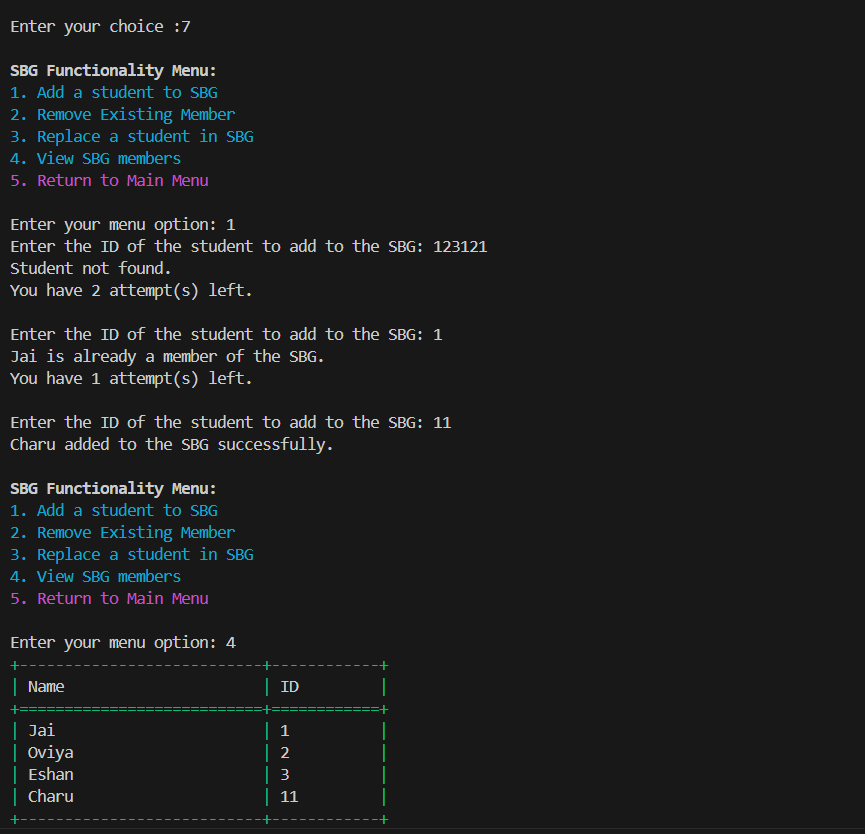 Enter your choice :7
SBG Functionality Menu:
1. Add a student to SBG
2. Remove Existing Member
3. Replace a student in SBG
4. View SBG members
5. Return to Main Menu
Enter your menu option: 1
Enter the ID of the student to add to the SBG: 123121
Student not found.
You have 2 attempt(s) left.
Enter the ID of the student to add to the SBG: 1
Jai is already a member of the SBG.
You have 1 attempt(s) left.
Enter the ID of the student to add to the SBG: 11
Charu added to the SBG successfully.
SBG Functionality Menu:
1. Add a student to SBG
2. Remove Existing Member
3. Replace a student in SBG
4. View SBG members
5. Return to Main Menu
Enter your menu option: 4
+---------------------------+------------+
| Name                      | ID         |
+===========================+============+
| Jai                       | 1          |
| Oviya                     | 2          |
| Eshan                     | 3          |
| Charu                     | 11         |
+---------------------------+------------+